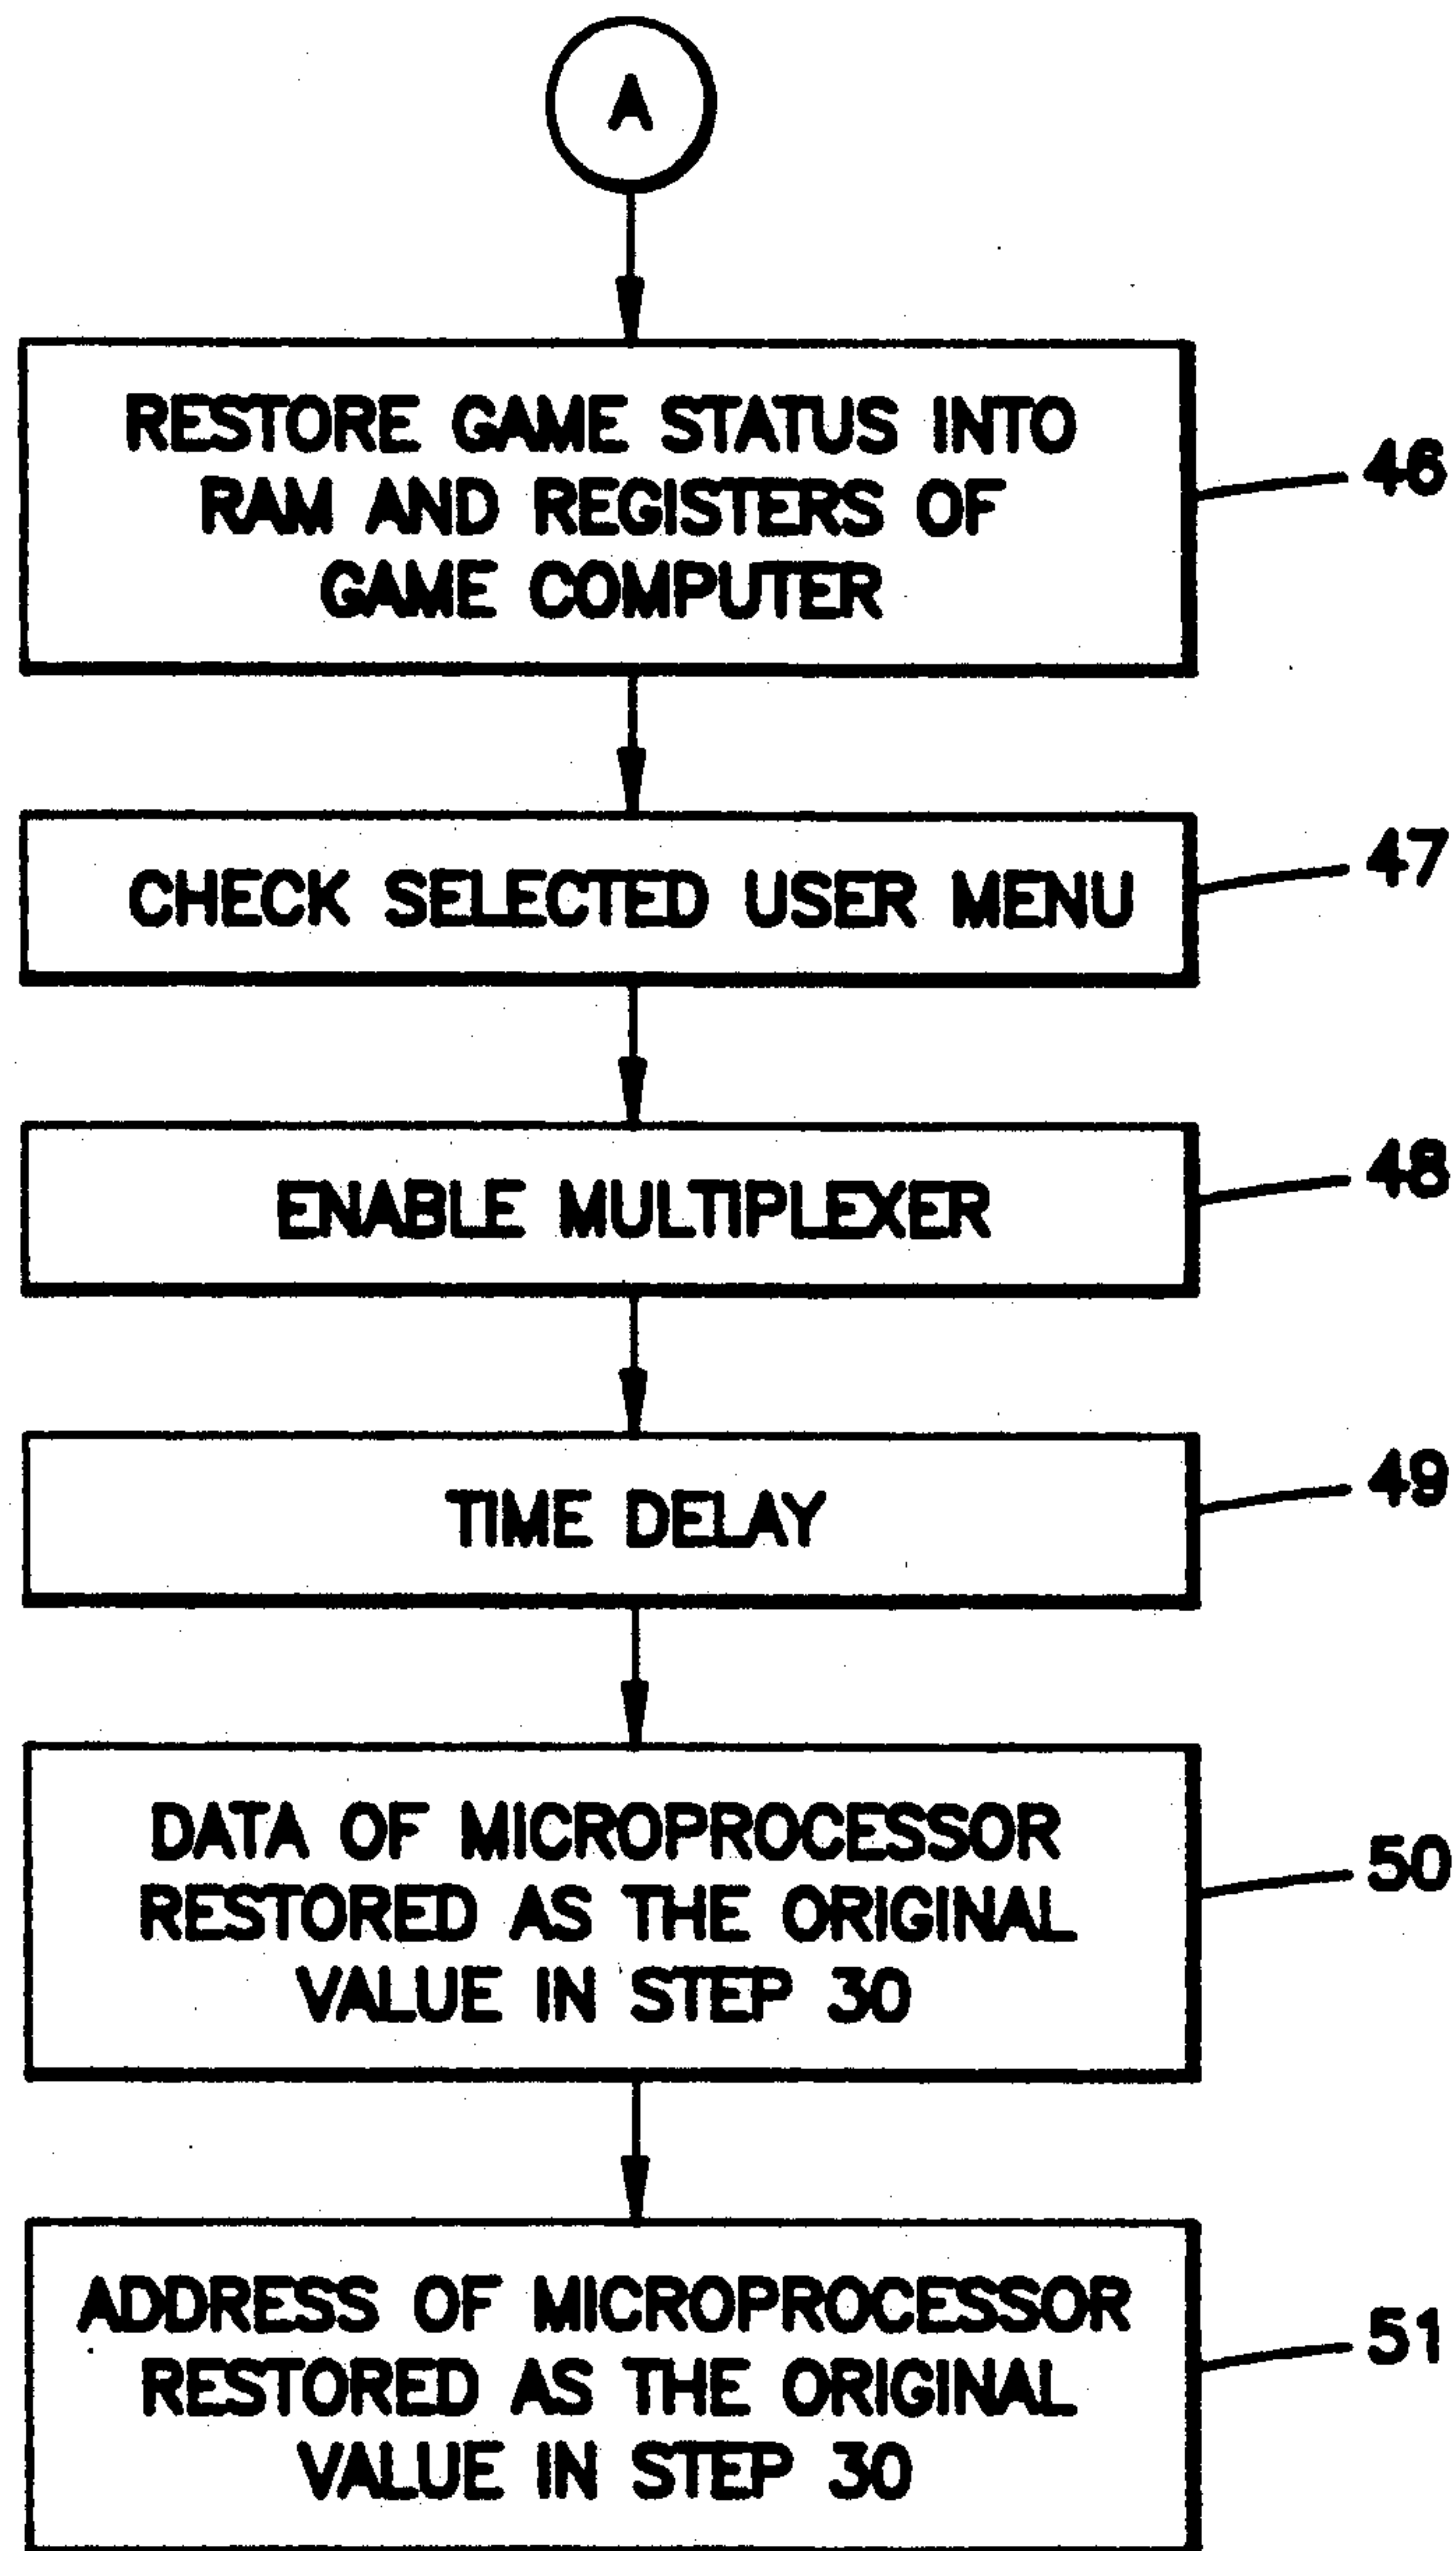 A
RESTORE GAME STATUS INTO
RAM AND REGISTERS OF
GAME COMPUTER
46
CHECK SELECTED USER MENU
47
ENABLE MULTIPLEXER
48
TIME DELAY
49
DATA OF MICROPROCESSOR
RESTORED AS THE ORIGINAL
VALUE IN STEP 30
50
ADDRESS OF MICROPROCESSOR
RESTORED AS THE ORIGINAL
VALUE IN STEP 30
51